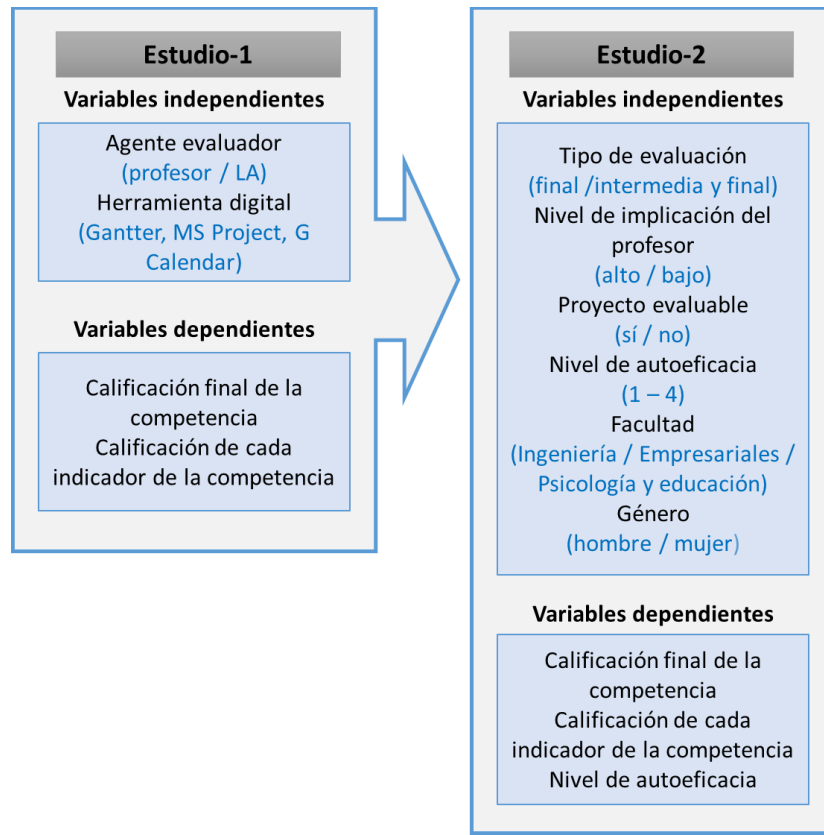 Estudio-1
Variables independientes
Agente evaluador
(profesor / LA)
Herramienta digital
(Gantter, MS Project, G
Calendar)
Variables dependientes
Calificación final de la
competencia
Calificación de cada
indicador de la competencia
Estudio-2
Variables independientes
Tipo de evaluación
(final /intermedia y final)
Nivel de implicación del
profesor
(alto / bajo)
Proyecto evaluable
(sí / no)
Nivel de autoeficacia
(1 – 4)
Facultad
(Ingeniería / Empresariales /
Psicología y educación)
Género
(hombre / mujer)
Variables dependientes
Calificación final de la
competencia
Calificación de cada
indicador de la competencia
Nivel de autoeficacia